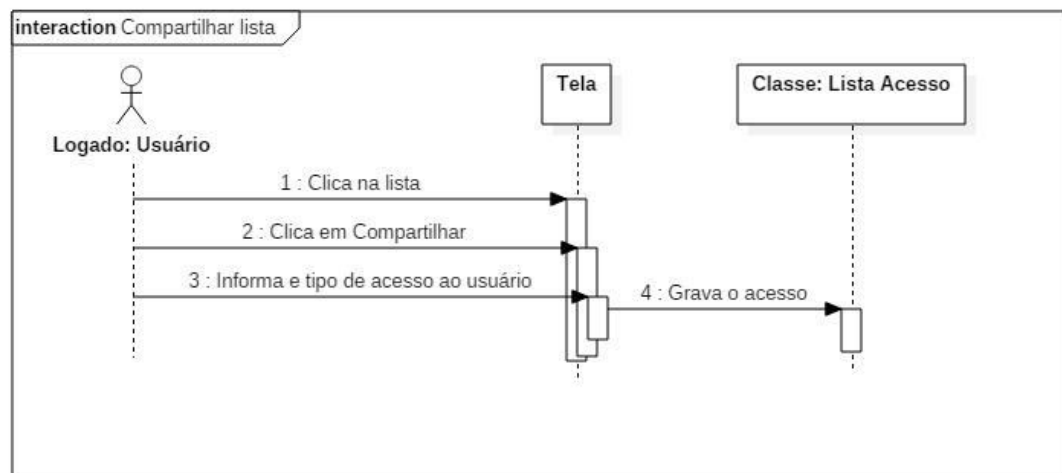 interaction Compartilhar lista
Tela
Classe: Lista Acesso
Logado: Usuário
1 : Clica na lista
2 : Clica em Compartilhar
3 : Informa e tipo de acesso ao usuário
4 : Grava o acesso